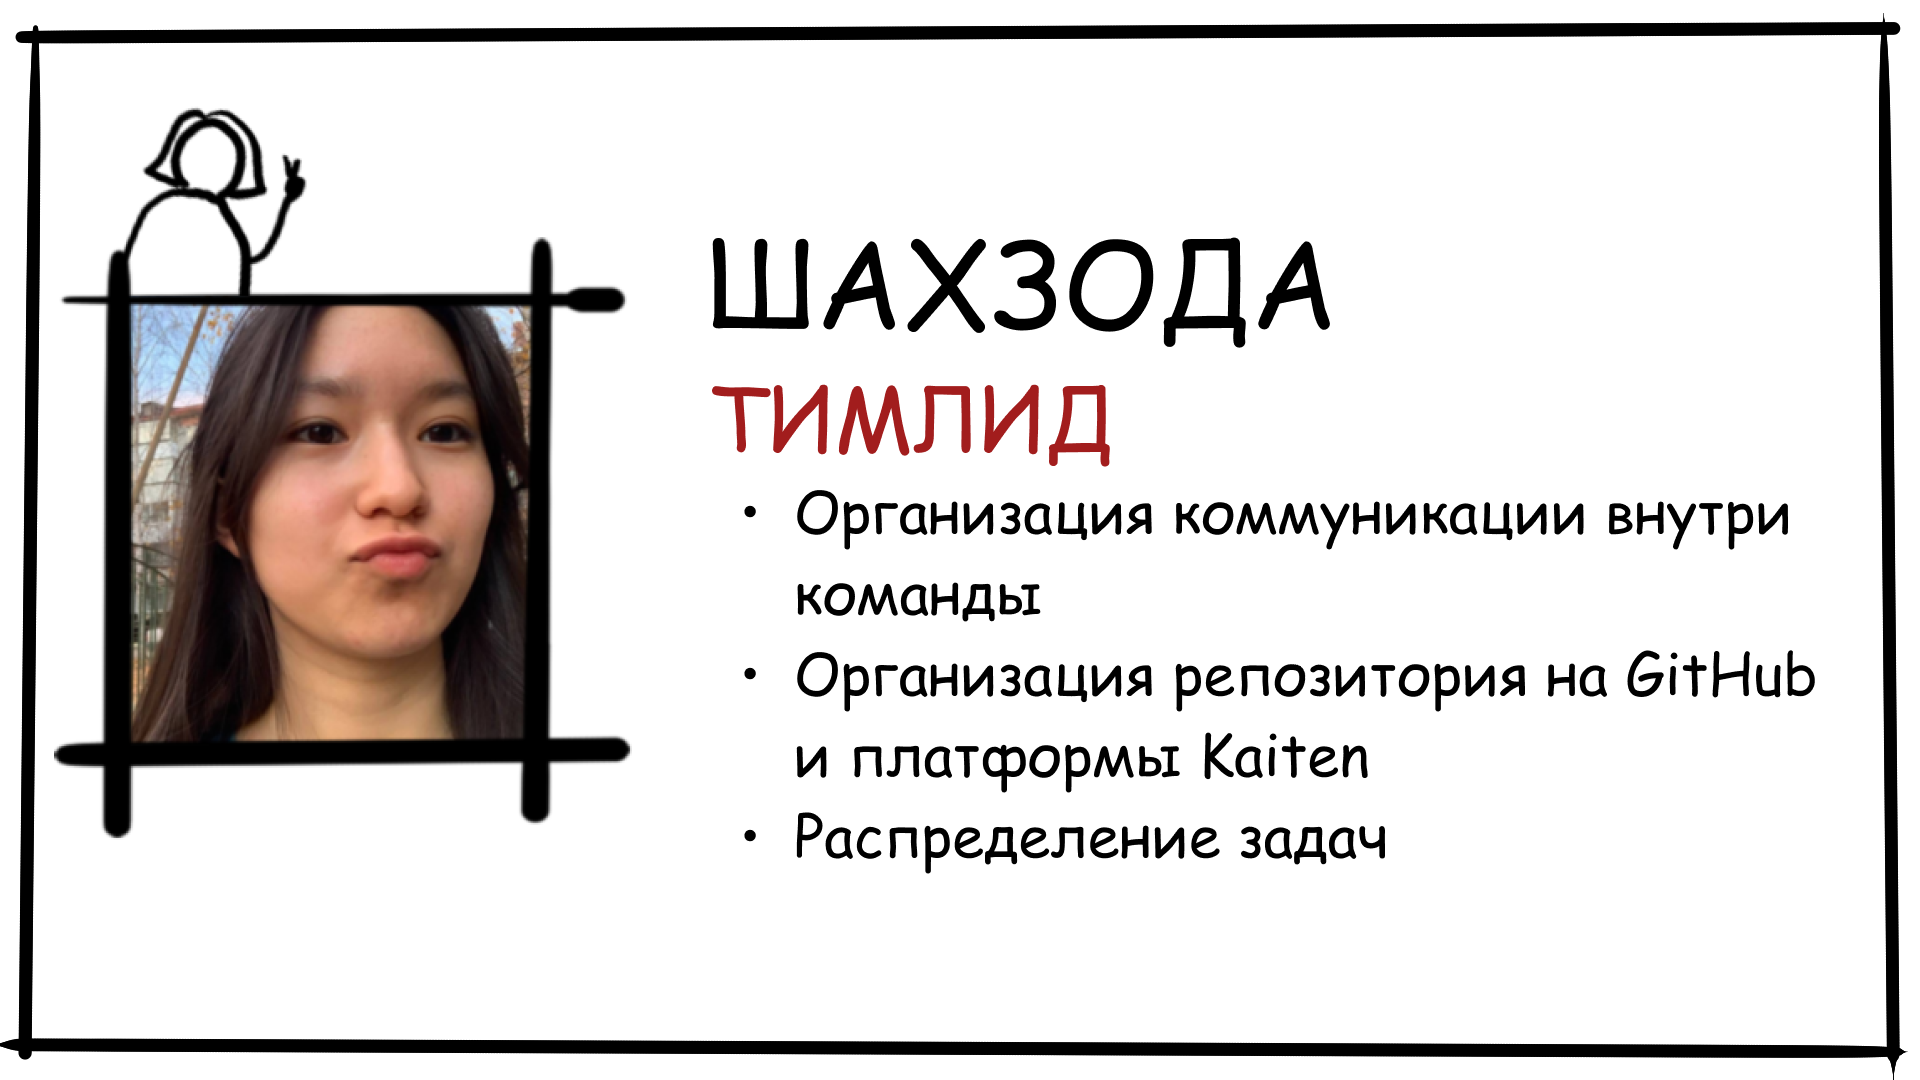 ШАХЗОДА
ТИМЛИД
• Организация коммуникации внутри
команды
• Организация репозитория на GitHub
и платформы Kaiten
• Распределение задач